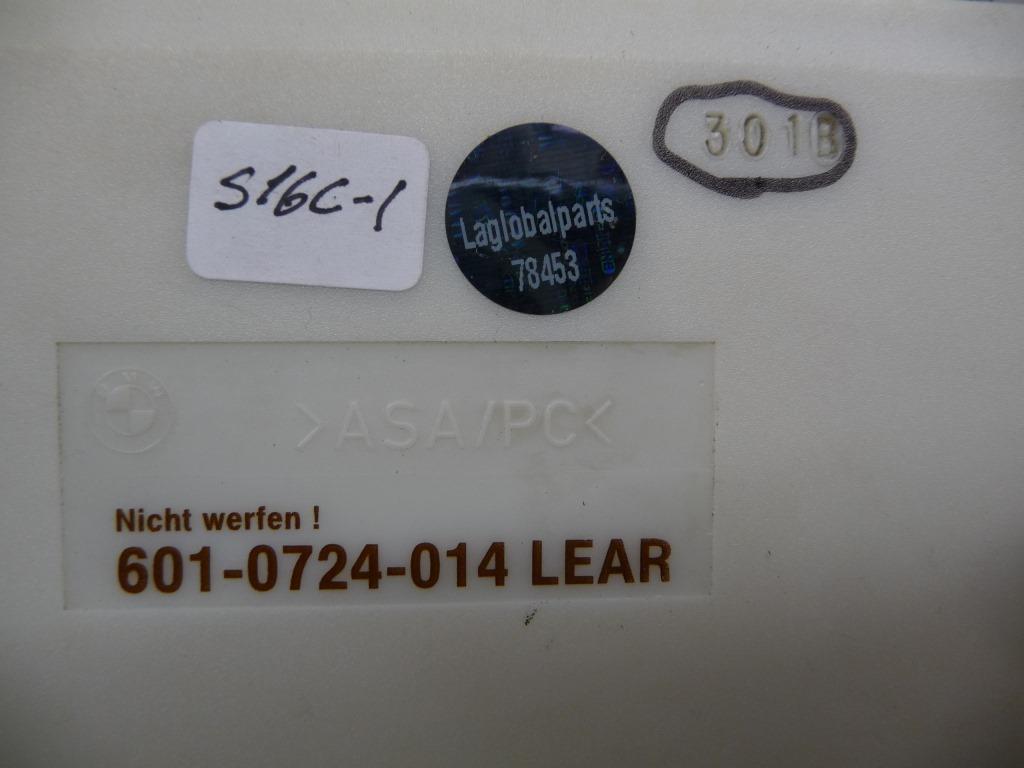 301B
S16C-1
Laglobalparts
78453
>ASA/PC<
Nicht werfen !
601-0724-014 LEAR